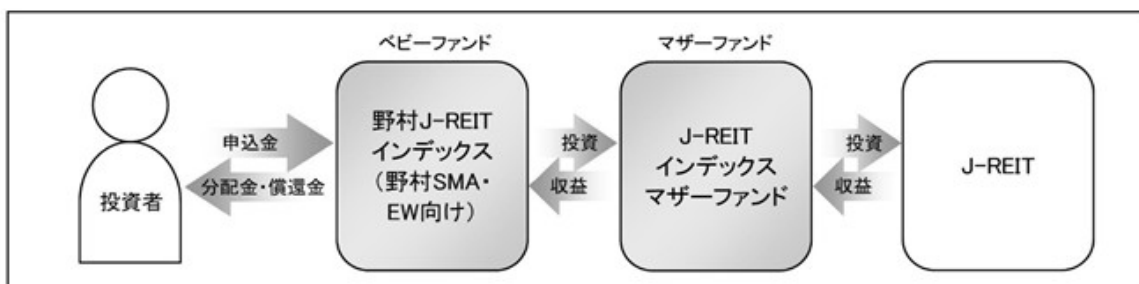 ベビーファンド
マザーファンド
投資者
申込金
分配金・償還金
野村J-REIT
インデックス
（野村SMA・
EW向け）
投資
収益
J-REIT
インデックス
マザーファンド
投資
収益
J-REIT